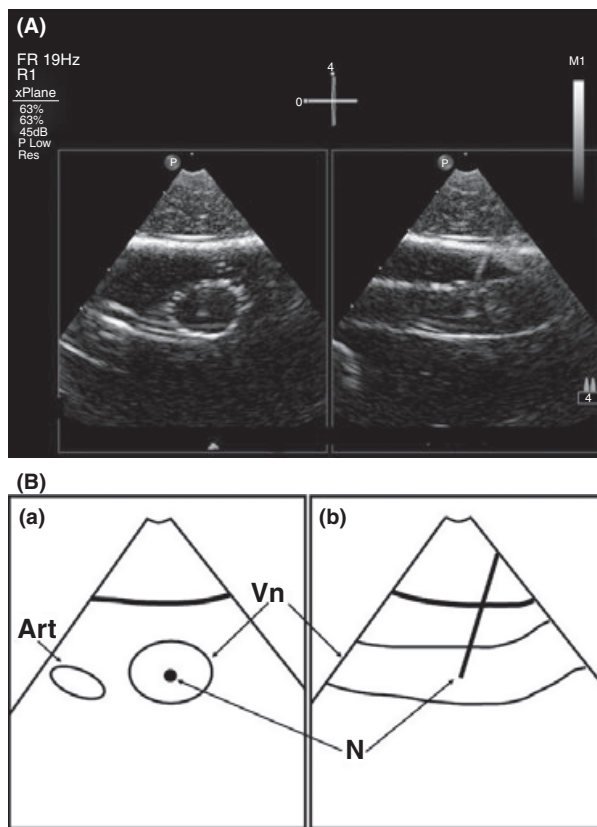 (A)
FR 19Hz
R1
xPlane
63%
63%
45dB
P Low
Res
4
0
M1
P
P
4
(B)
(a)
(b)
Vn
Art
N